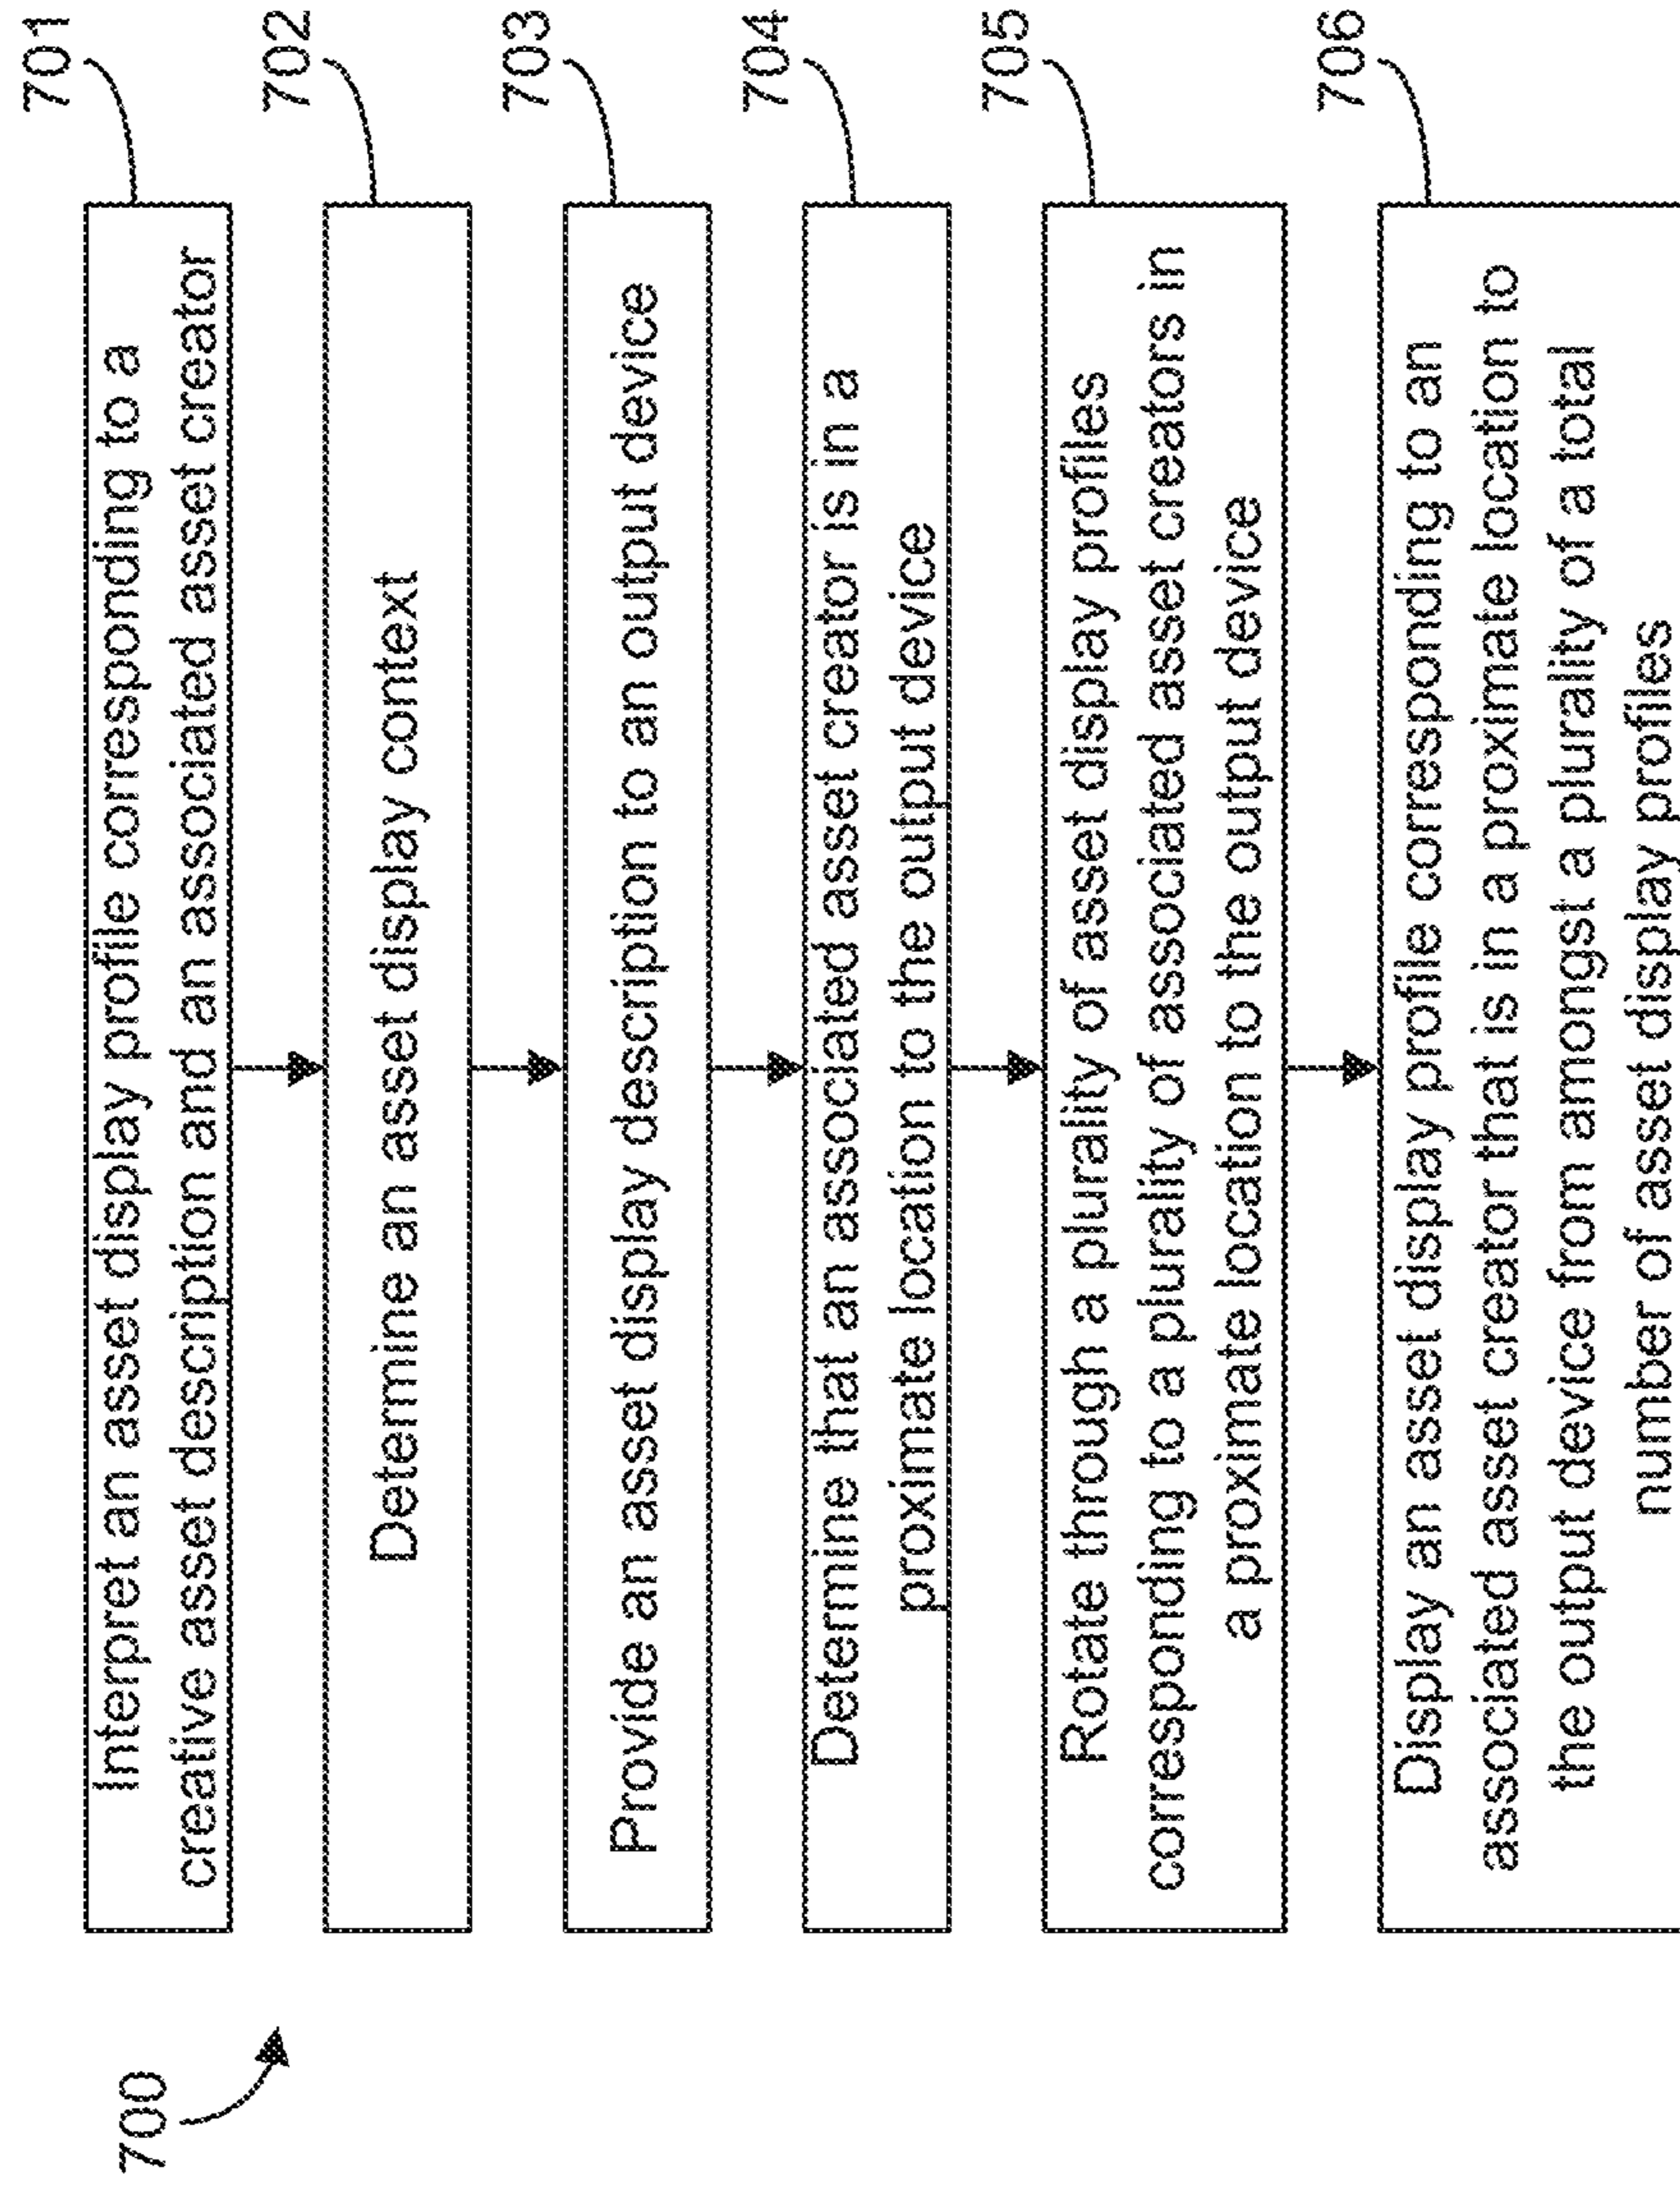 700
Interpret an asset display profile corresponding to a
creative asset description and an associated asset creator
701
Determine an asset display context
702
Provide an asset display description to an output device
703
Determine that an associated asset creator is in a
proximate location to the output device
704
Rotate through a plurality of asset display profiles
corresponding to a plurality of associated asset creators in
a proximate location to the output device
705
Display an asset display profile corresponding to an
associated asset creator that is in a proximate location to
the output device from amongst a plurality of a total
number of asset display profiles
706